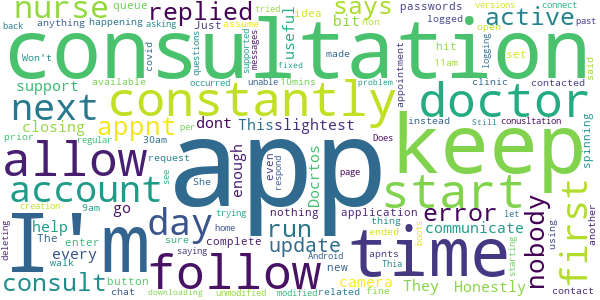 nurse replied says active
queue idea passwords
anything happening Just assume bit non logged open versions
back covid asking tried useful connect
consultation
Won't questions fixed messages supported unable made hit set 11am past
support available 10mins appointment logging
next constantly doctor
clinic contacted said
closing appnt dont Thisslightest
problem occurred instead Still conusltation
prior 30am per Docrtos Does
allow app keep
request regular enough page spinning
account day She even respond nothing application error start first
see
creation 9am go run thing communicate nobody
help every trying complete update related apnts They Honestly let using
The enter sure home ended Thia another
I'm follow time
consult walk button saying Android new camera fine contact
deleting chat downloading unmodified modified bots starting